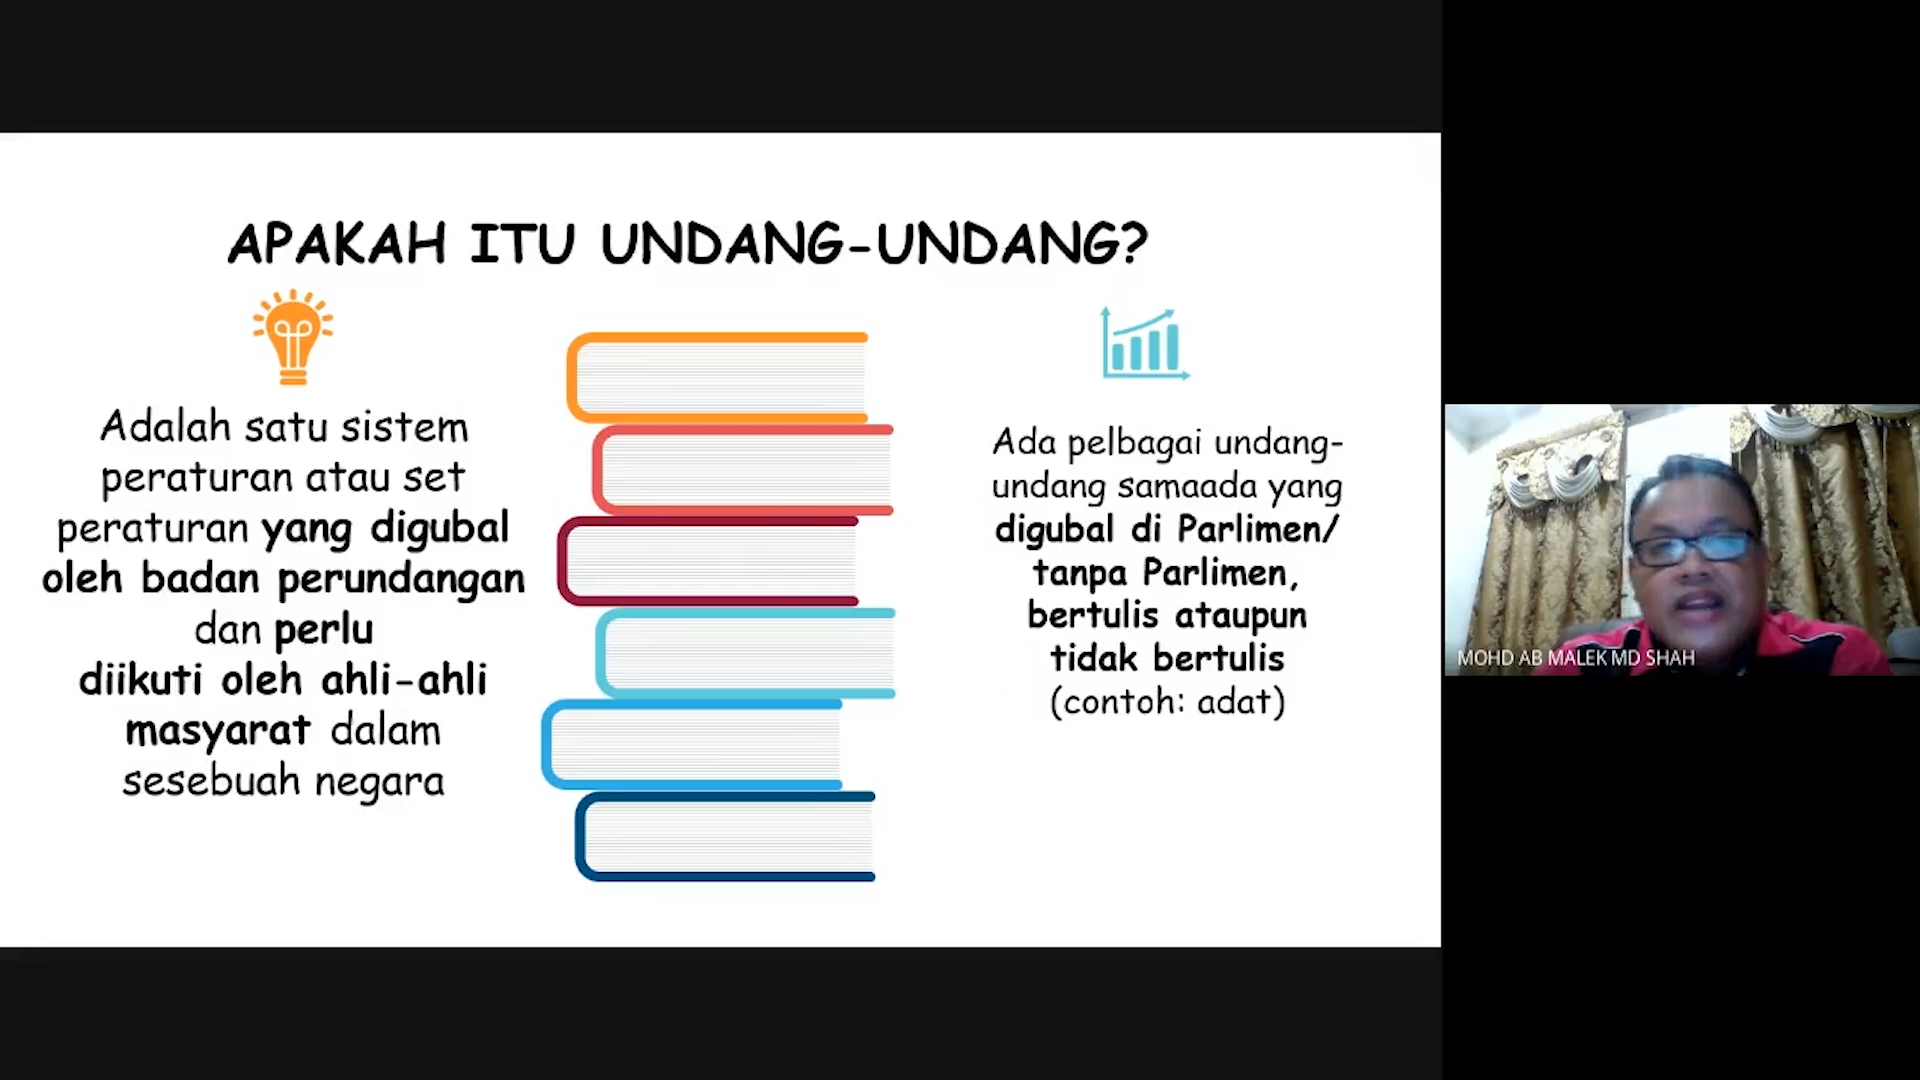 APAKAH ITU UNDANG-UNDANG?
Adalah satu sistem
peraturan atau set
peraturan yang digubal
oleh badan perundangan
dan perlu
diikuti oleh ahli-ahli
masyarat dalam
sesebuah negara
Ada pelbagai undang-
undang samaada yang
digubal di Parlimen/
tanpa Parlimen,
bertulis ataupun
tidak bertulis
(contoh: adat)
MOHD AB MALEK MD SHAH